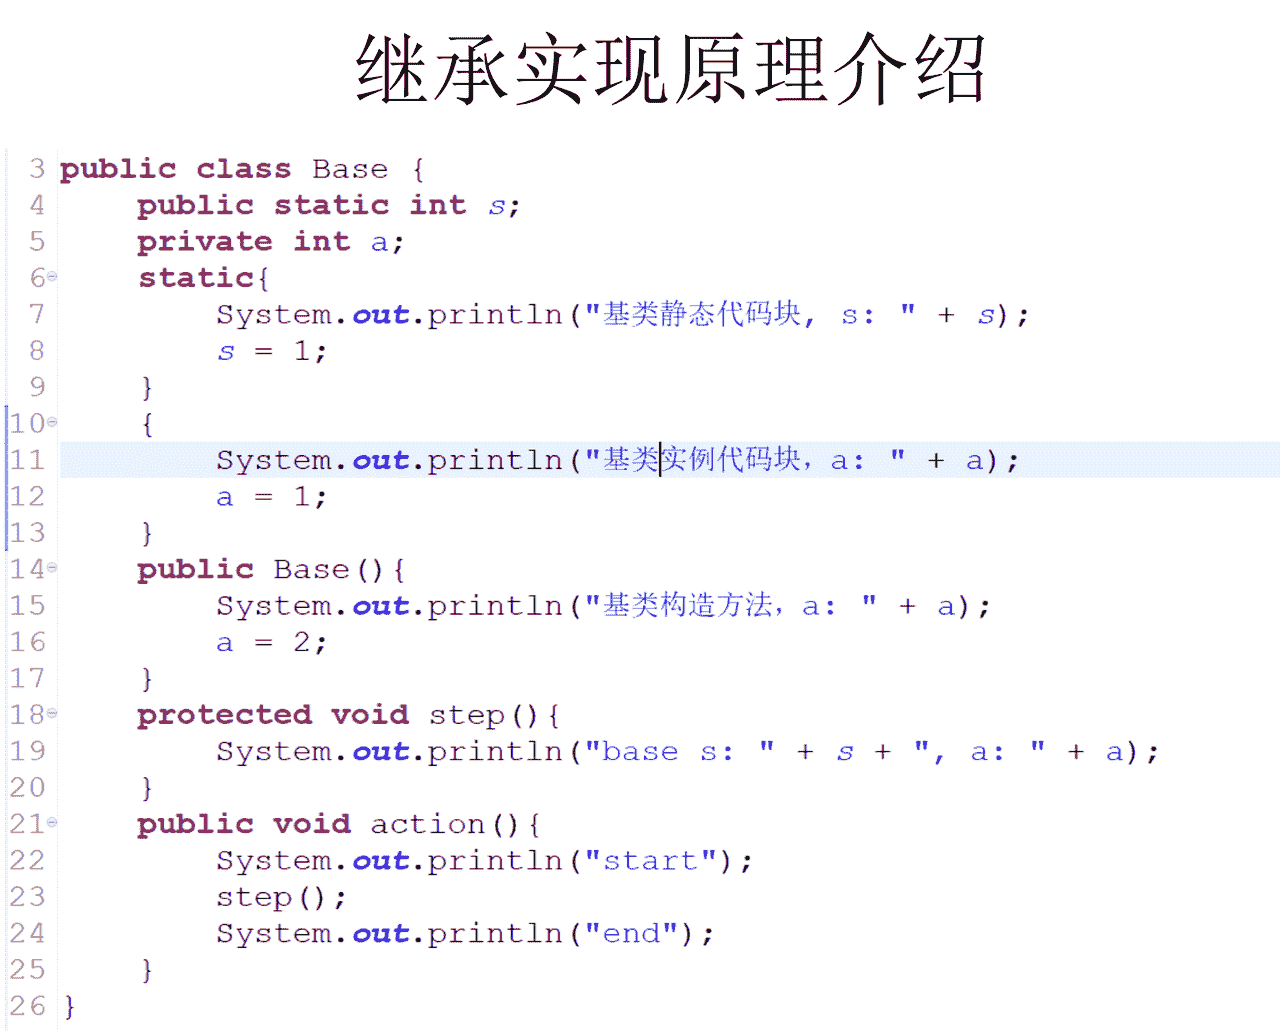 继承实现原理介绍
3 public class Base {
4     public static int s;
5     private int a;
6     static{
7         System.out.println("基类静态代码块, s: " + s);
8         s = 1;
9     }
10     {
11         System.out.println("基类实例代码块, a: " + a);
12         a = 1;
13     }
14     public Base(){
15         System.out.println("基类构造方法, a: " + a);
16         a = 2;
17     }
18     protected void step(){
19         System.out.println("base s: " + s + ", a: " + a);
20     }
21     public void action(){
22         System.out.println("start");
23         step();
24         System.out.println("end");
25     }
26 }